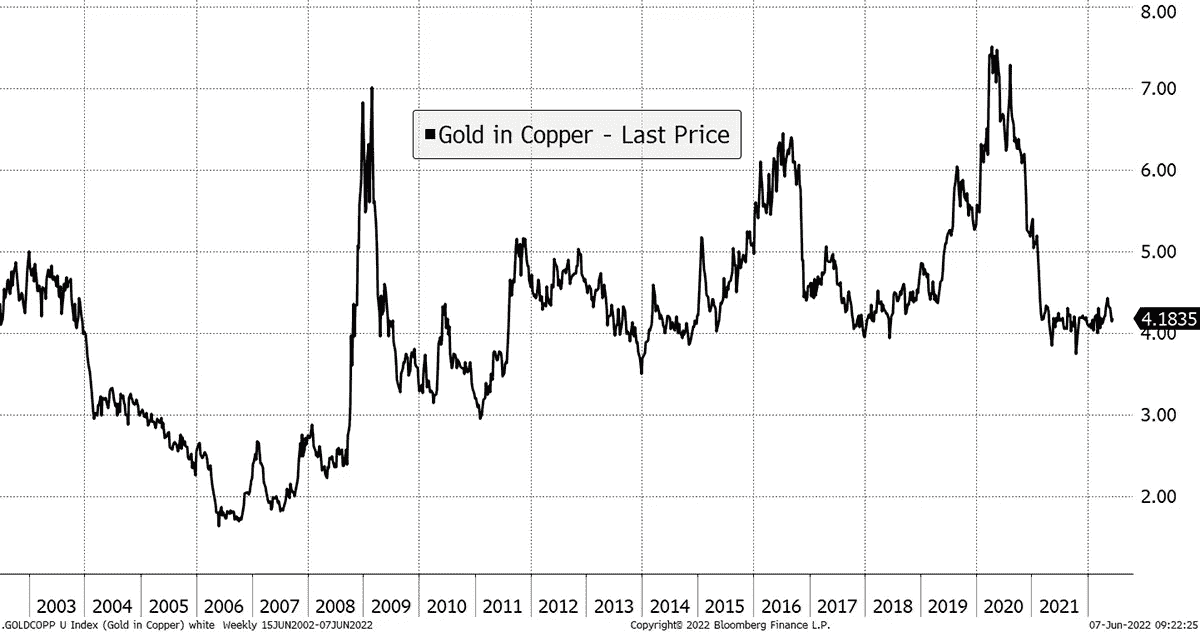 8.00
7.00
Gold in Copper - Last Price
6.00
5.00
4.1835
4.00
3.00
2.00
2003 2004 2005 2006 2007 2008 2009 2010 2011 2012 2013 2014 2015 2016 2017 2018 2019 2020 2021
.GOLDCOPP U Index (Gold in Copper) white Weekly 15JUN2002-07JUN2022 Copyright© 2022 Bloomberg Finance L.P. 07-Jun-2022 09:22:25